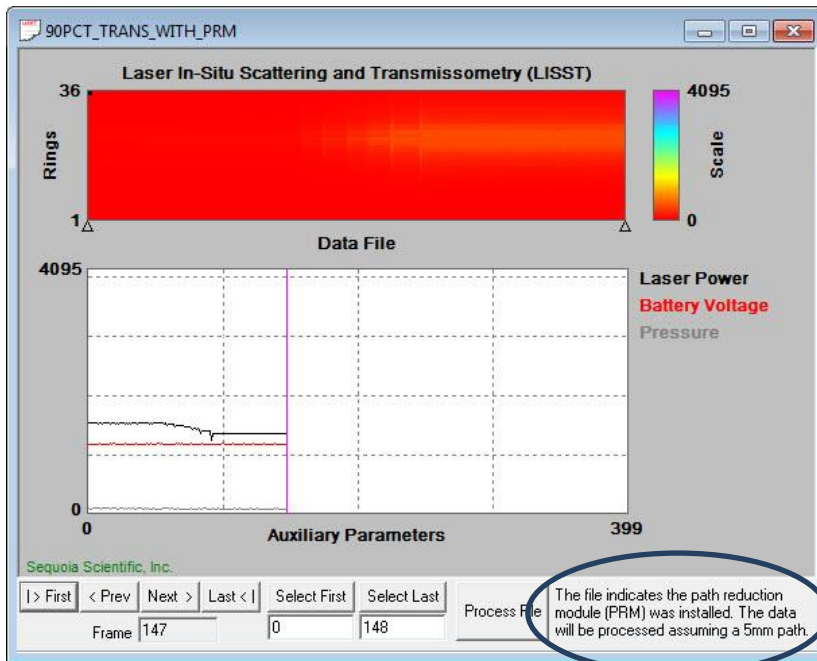 90PCT_TRANS_WITH_PRM
Laser In-Situ Scattering and Transmissometry (LISST)
36
Rings
1
4095
Scale
0
Data File
4095
Laser Power
Battery Voltage
Pressure
0
0
Auxiliary Parameters
399
Sequoia Scientific, Inc.
|> First
< Prev
Next >
Last <|
Select First
Select Last
Frame
147
0
148
Process File
The file indicates the path reduction
module (PRM) was installed. The data
will be processed assuming a 5mm path.